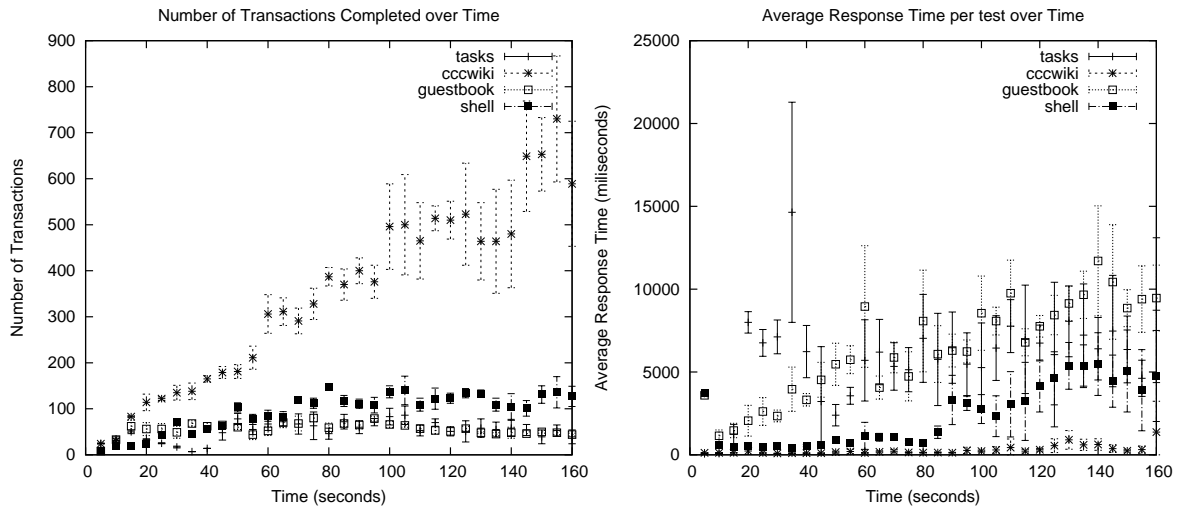 Number of Transactions Completed over Time
900
800
700
600
500
400
300
200
100
0
Number of Transactions
tasks
cccwiki
guestbook
shell
0 20 40 60 80 100 120 140 160
Time (seconds)
Average Response Time per test over Time
25000
20000
15000
10000
5000
0
Average Response Time (miliseconds)
tasks
cccwiki
guestbook
shell
0 20 40 60 80 100 120 140 160
Time (seconds)